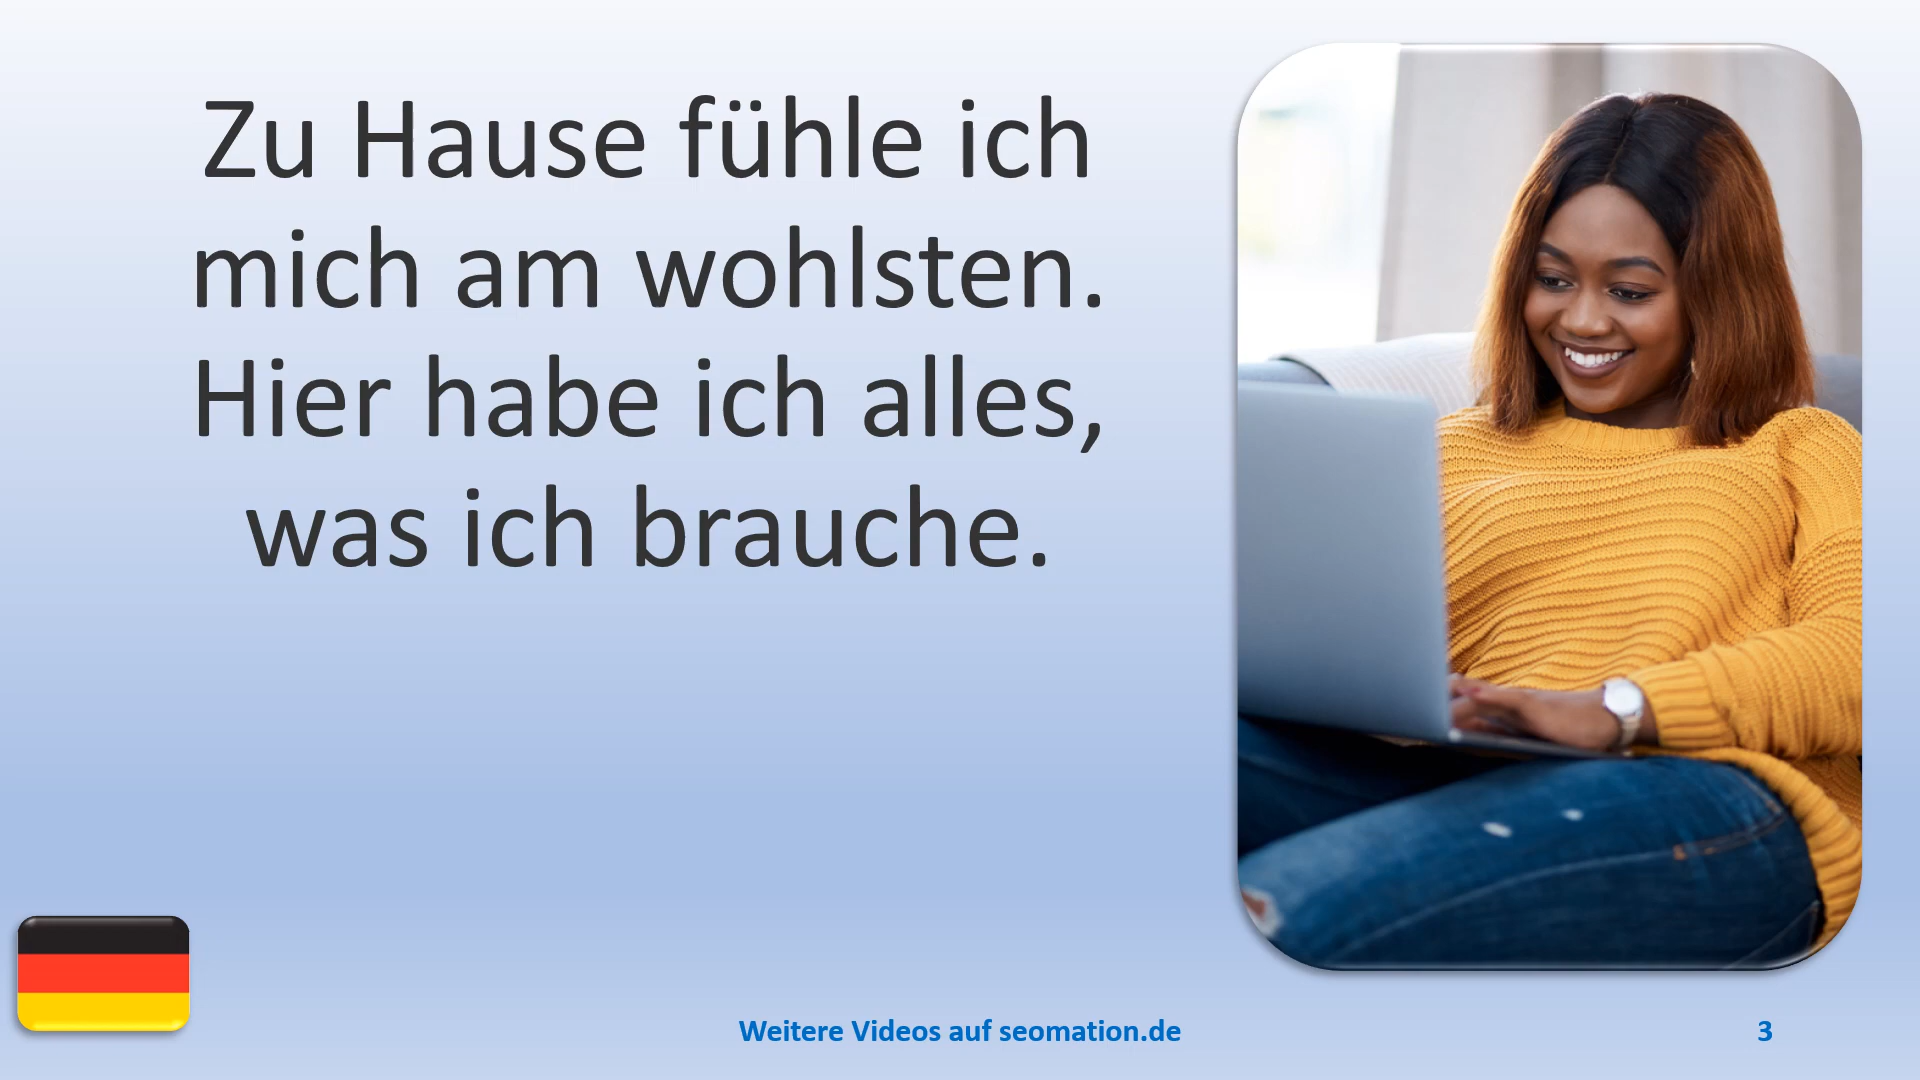 Zu Hause fühle ich
mich am wohlsten.
Hier habe ich alles,
was ich brauche.
Weitere Videos auf seomation.de
3